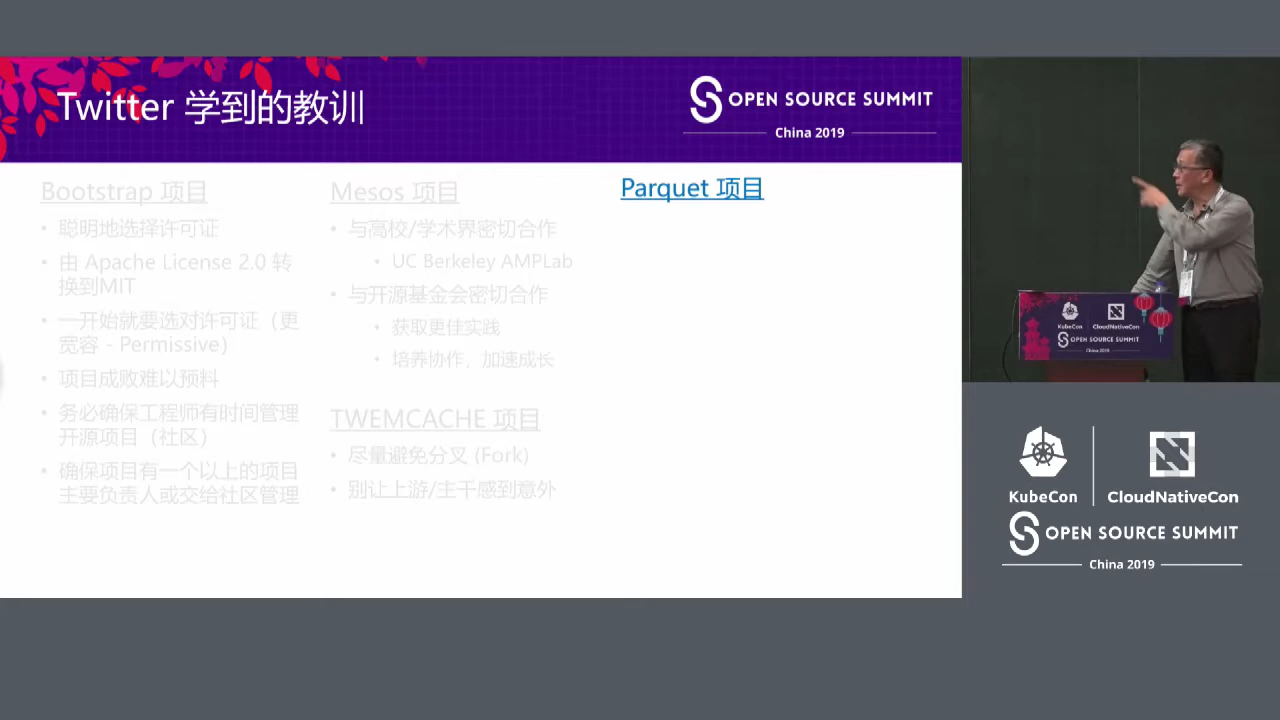 Twitter 学到的教训
OPEN SOURCE SUMMIT
China 2019
Bootstrap 项目
• 聪明地选择许可证
• 由 Apache License 2.0 转
换到MIT
• 一开始就要选对许可证（更
宽容 - Permissive）
• 项目成败难以预料
• 务必确保工程师有时间管理
开源项目（社区）
• 确保项目有一个以上的项目
主要负责人或交给社区管理
Mesos 项目
• 与高校/学术界密切合作
• UC Berkeley AMPLab
• 与开源基金会密切合作
• 获取更佳实践
• 培养协作，加速成长
TWEMCACHE 项目
• 尽量避免分叉 (Fork)
• 别让上游/主干感到意外
Parquet 项目
KubeCon
CloudNativeCon
OPEN SOURCE SUMMIT
China 2019
KubeCon
CloudNativeCon
OPEN SOURCE SUMMIT
China 2019